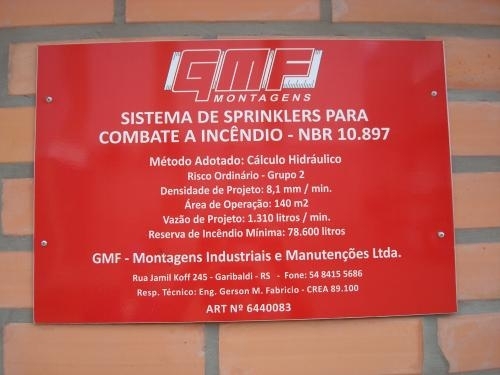 GMF
MONTAGENS
SISTEMA DE SPRINKLERS PARA
COMBATE A INCÊNDIO - NBR 10.897
Método Adotado: Cálculo Hidráulico
Risco Ordinário - Grupo 2
Densidade de Projeto: 8,1 mm / min.
Área de Operação: 140 m2
Vazão de Projeto: 1.310 litros / min.
Reserva de Incêndio Mínima: 78.600 litros
GMF - Montagens Industriais e Manutenções Ltda.
Rua Jamil Koff 245 - Garibaldi - RS - Fone: 54 8415 5686
Resp. Técnico: Eng. Gerson M. Fabricio - CREA 89.100
ART Nº 6440083